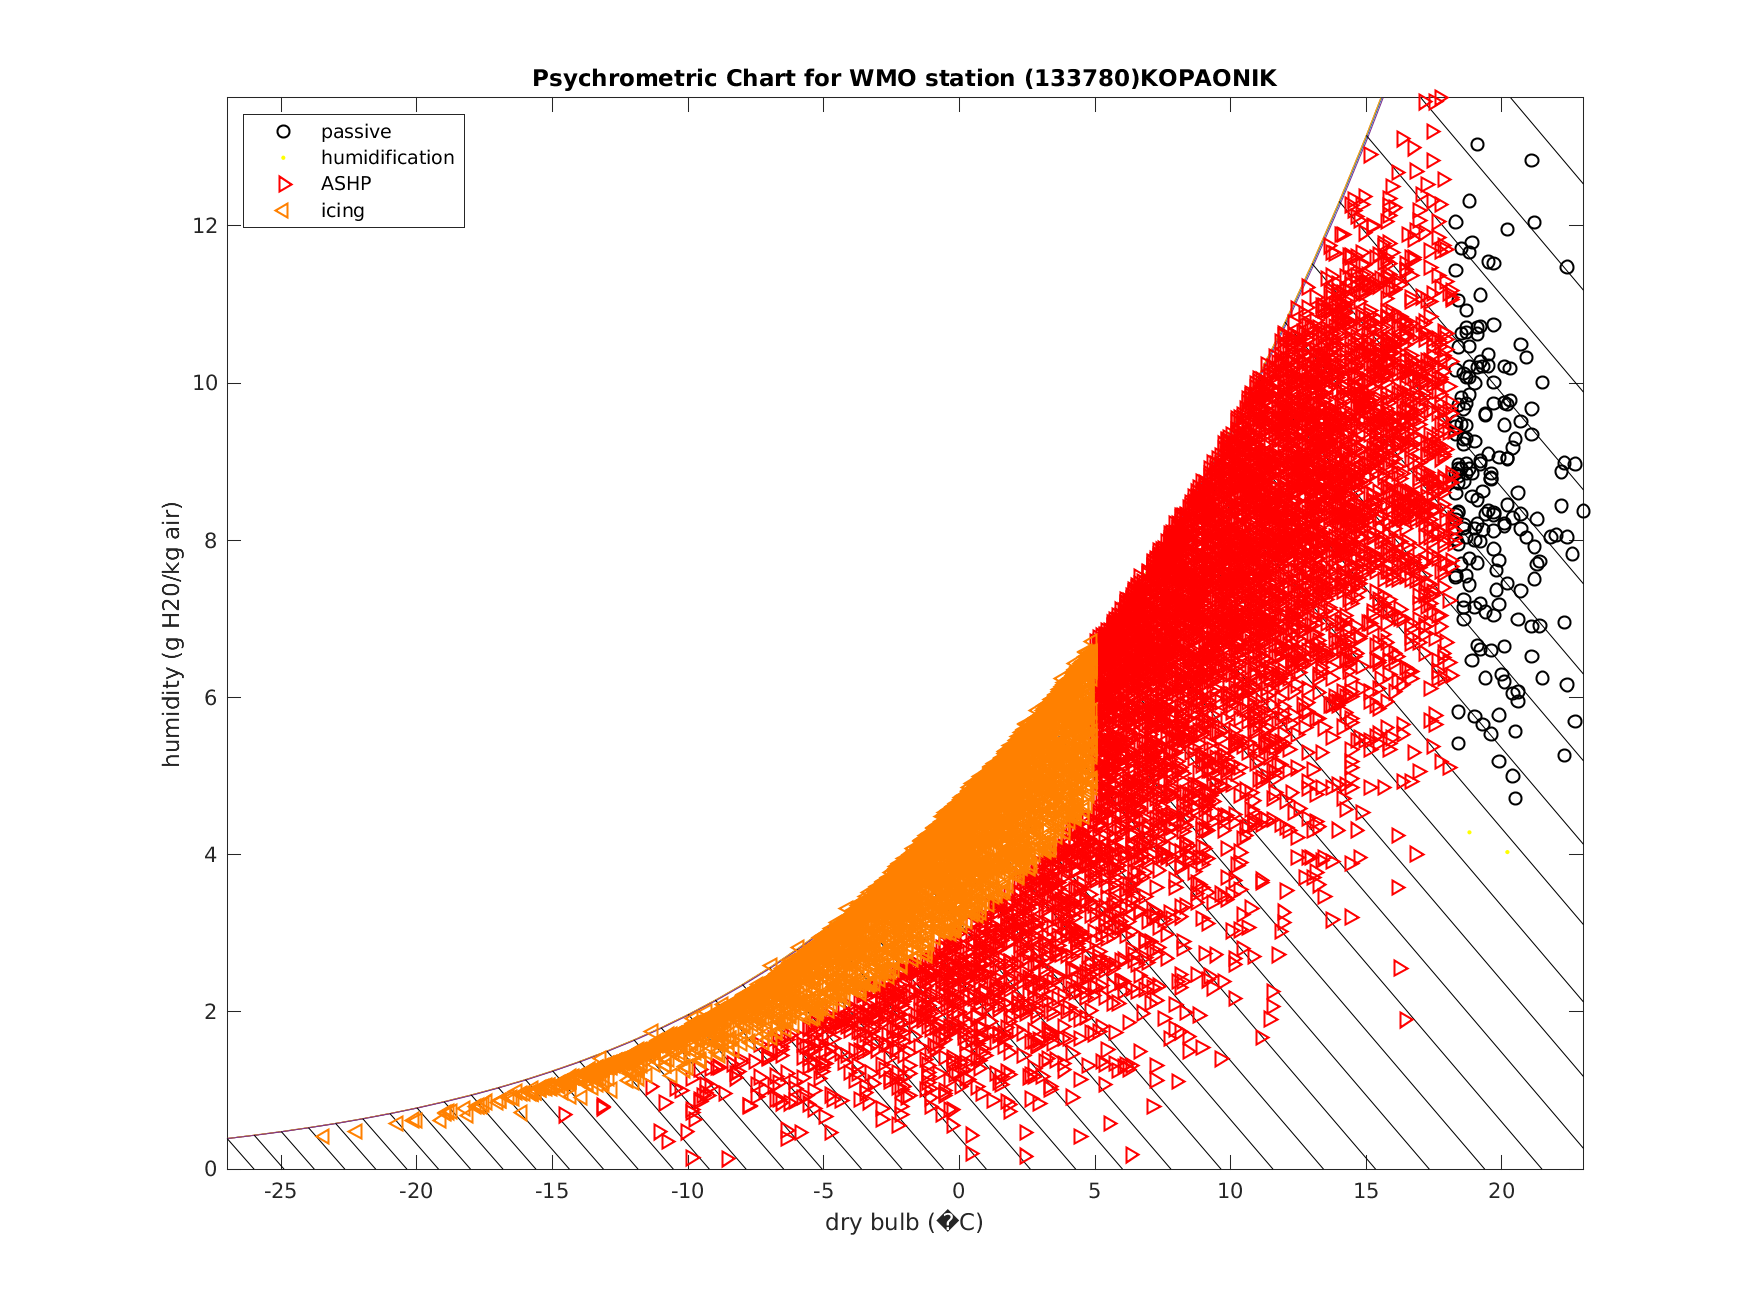 Psychrometric Chart for WMO station (133780)KOPAONIK
passive
humidification
ASHP
icing
humidity (g H20/kg air)
12
10
8
6
4
2
0
-25 -20 -15 -10 -5 0 5 10 15 20
dry bulb (�C)